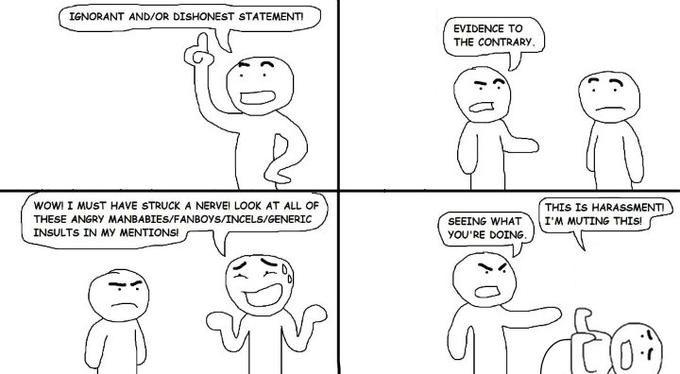 IGNORANT AND/OR DISHONEST STATEMENT!
EVIDENCE TO
THE CONTRARY.
WOW! I MUST HAVE STRUCK A NERVE! LOOK AT ALL OF
THESE ANGRY MANBABIES/FANBOYS/INCELS/GENERIC
INSULTS IN MY MENTIONS!
SEEING WHAT
YOU'RE DOING.
THIS IS HARASSMENT!
I'M MUTING THIS!